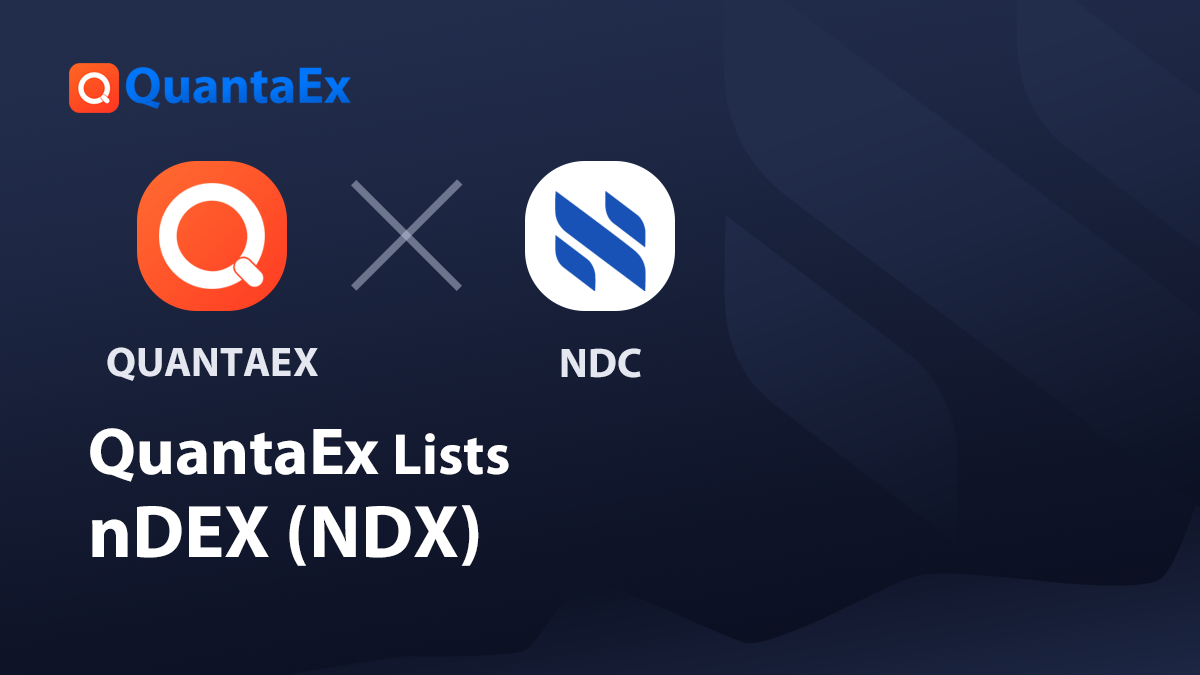 QuantaEx
QUANTAEX
NDC
QuantaEx Lists
nDEX (NDX)